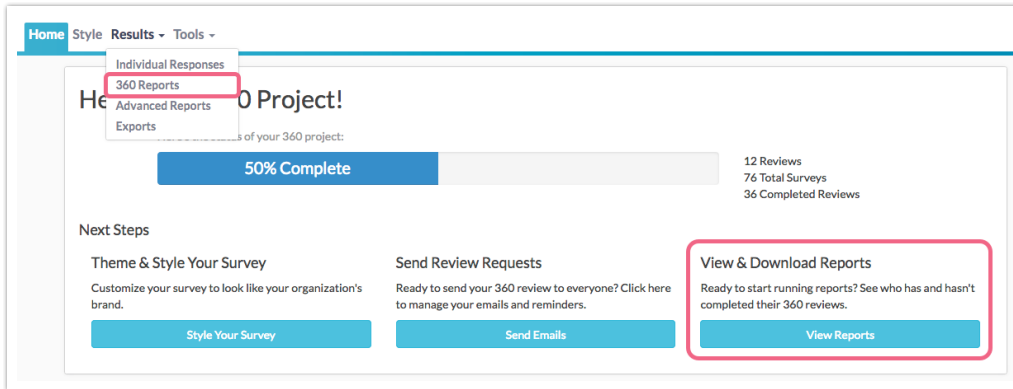 Home Style Results Tools
Individual Responses
360 Reports
Advanced Reports
Exports
He 0 Project!
of your 360 project:
50% Complete
12 Reviews
76 Total Surveys
36 Completed Reviews
Next Steps
Theme & Style Your Survey
Customize your survey to look like your organization's
brand.
Style Your Survey
Send Review Requests
Ready to send your 360 review to everyone? Click here
to manage your emails and reminders.
Send Emails
View & Download Reports
Ready to start running reports? See who has and hasn't
completed their 360 reviews.
View Reports